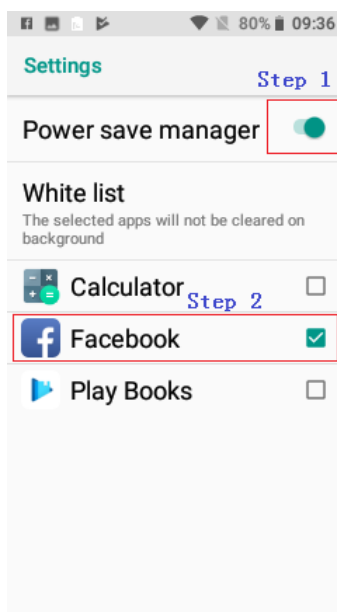 80% 09:36
Settings
Step 1
Power save manager
White list
The selected apps will not be cleared on
background
Calculator
Step 2
Facebook
Play Books